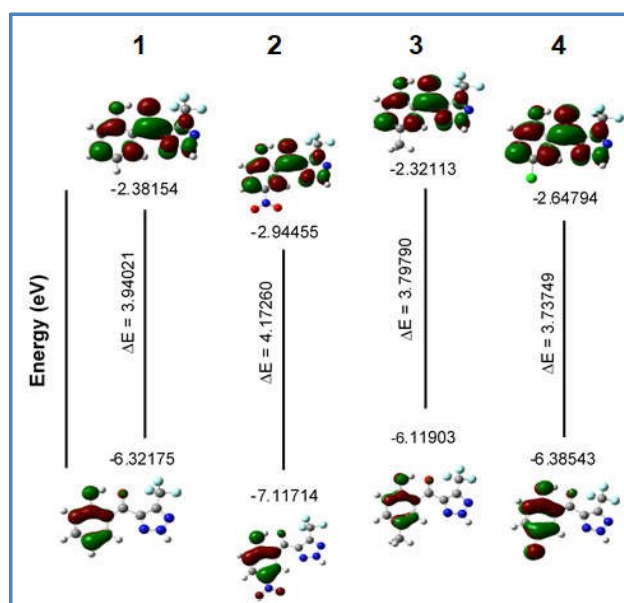 1 2 3 4
-2.38154
-2.94455
-2.32113
-2.64794
Energy (eV)
ΔE = 3.94021
ΔE = 4.17260
ΔE = 3.79790
ΔE = 3.73749
-6.32175
-7.11714
-6.11903
-6.38543